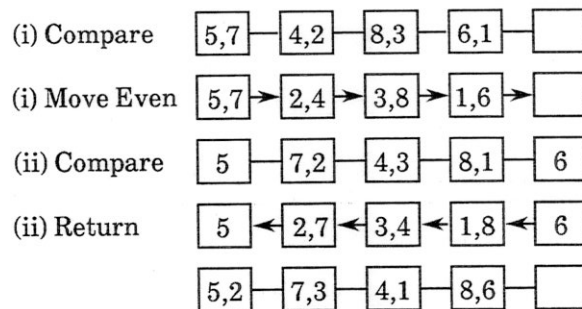 (i) Compare 5,7 4,2 8,3 6,1
(i) Move Even 5,7 2,4 3,8 1,6
(ii) Compare 5 7,2 4,3 8,1 6
(ii) Return 5 2,7 3,4 1,8 6
5,2 7,3 4,1 8,6